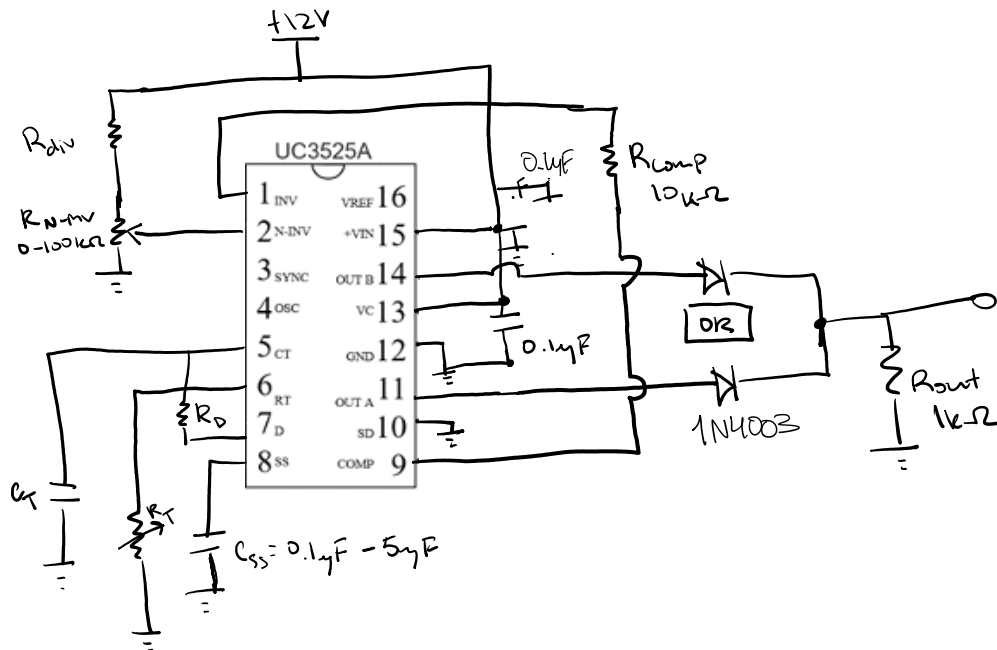 +12V
Rdiv
RN-INV
0-100kΩ
UC3525A
1 INV
2 N-INV
3 SYNC
4 OSC
5 CT
6 RT
7 D
8 SS
VREF 16
+VIN 15
OUT B 14
VC 13
GND 12
OUT A 11
SD 10
COMP 9
0.1μF
Rcomp
10kΩ
0.1μF
OR
1N4003
Rout
1kΩ
RD
CT
RT
Css=0.1μF - 5μF